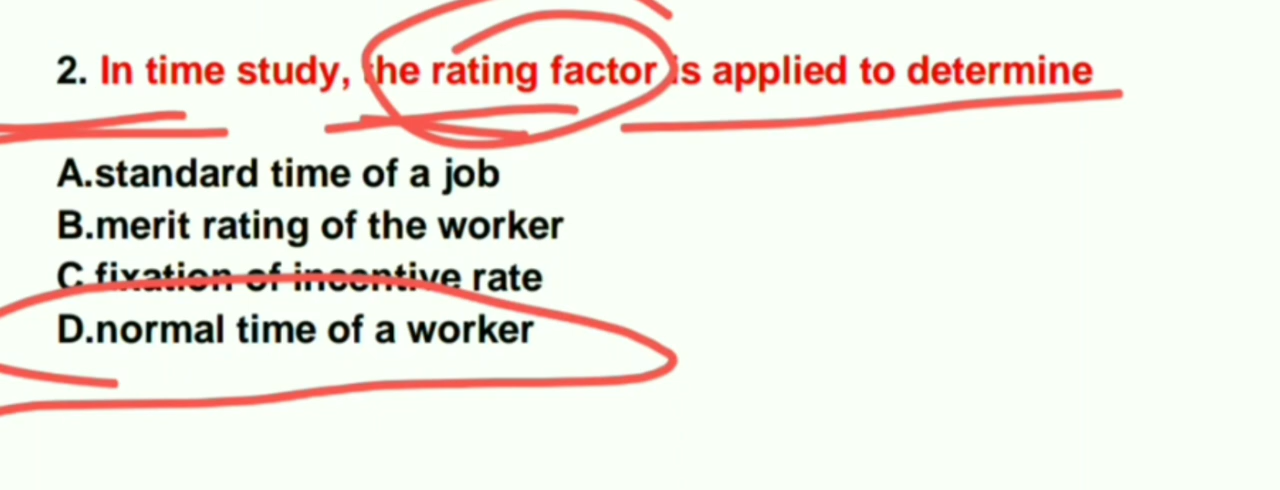 2. In time study, the rating factor is applied to determine
A.standard time of a job
B.merit rating of the worker
C.fixation of incentive rate
D.normal time of a worker